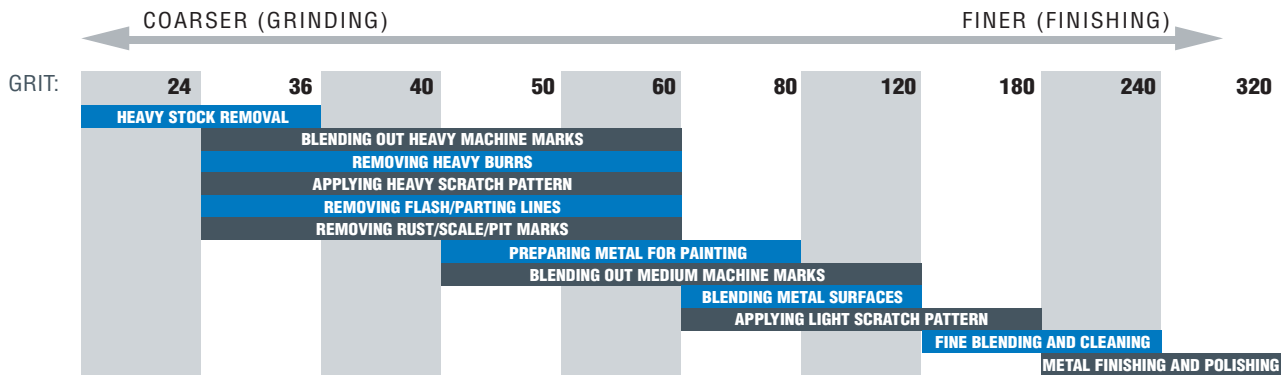 COARSER (GRINDING) FINER (FINISHING)
GRIT: 24 36 40 50 60 80 120 180 240 320
HEAVY STOCK REMOVAL
BLENDING OUT HEAVY MACHINE MARKS
REMOVING HEAVY BURRS
APPLYING HEAVY SCRATCH PATTERN
REMOVING FLASH/PARTING LINES
REMOVING RUST/SCALE/PIT MARKS
PREPARING METAL FOR PAINTING
BLENDING OUT MEDIUM MACHINE MARKS
BLENDING METAL SURFACES
APPLYING LIGHT SCRATCH PATTERN
FINE BLENDING AND CLEANING
METAL FINISHING AND POLISHING